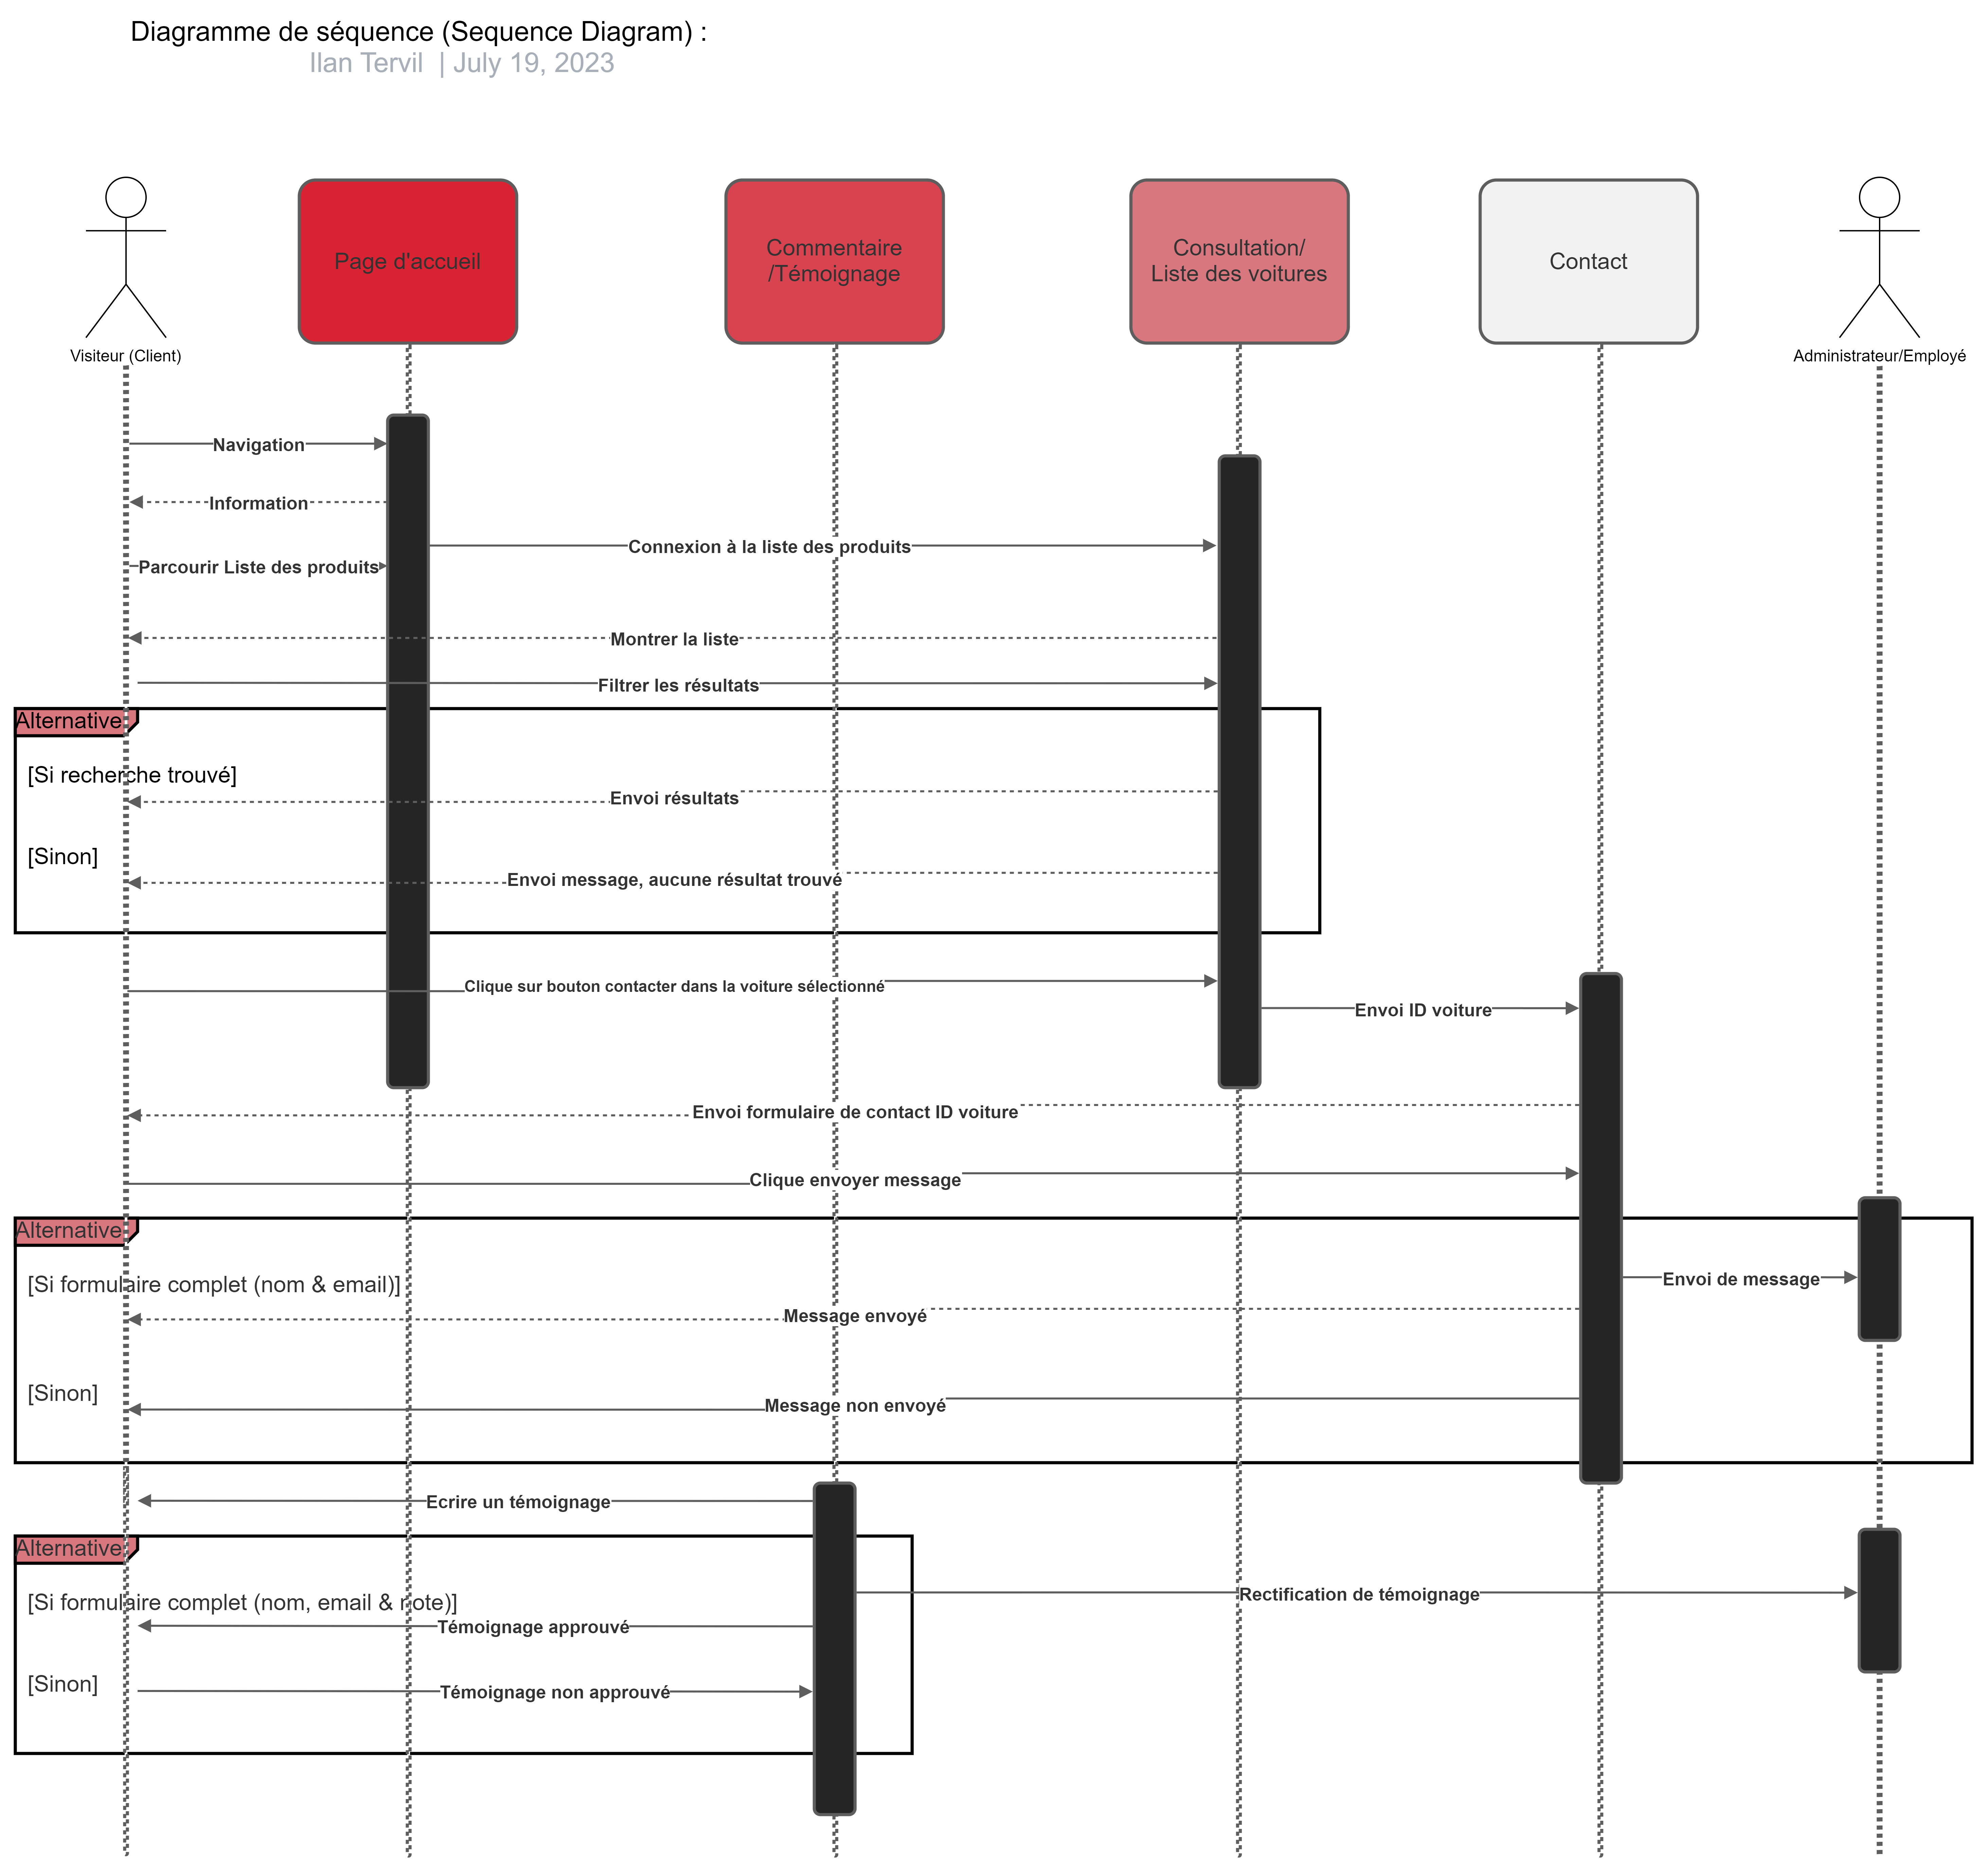 Diagramme de séquence (Sequence Diagram) :
Ilan Tervil | July 19, 2023
Page d'accueil
Commentaire
/Témoignage
Consultation/
Liste des voitures
Contact
Visiteur (Client)
Administrateur/Employé
Navigation
Information
Connexion à la liste des produits
Parcourir Liste des produits
Montrer la liste
Filtrer les résultats
Alternative
[Si recherche trouvé]
Envoi résultats
[Sinon]
Envoi message, aucune résultat trouvé
Clique sur bouton contacter dans la voiture sélectionné
Envoi ID voiture
Envoi formulaire de contact ID voiture
Clique envoyer message
Alternative
[Si formulaire complet (nom & email)]
Envoi de message
Message envoyé
[Sinon]
Message non envoyé
Ecrire un témoignage
Alternative
[Si formulaire complet (nom, email & note)]
Rectification de témoignage
Témoignage approuvé
[Sinon]
Témoignage non approuvé